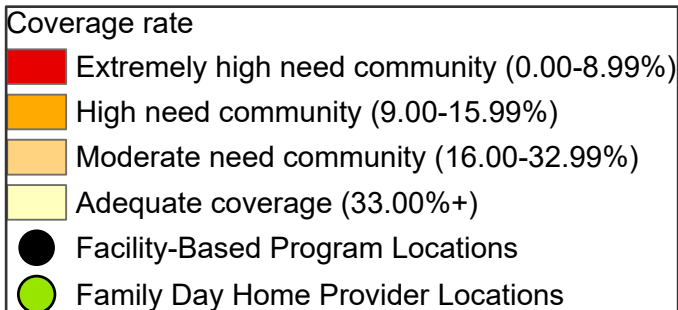 Coverage rate
Extremely high need community (0.00-8.99%)
High need community (9.00-15.99%)
Moderate need community (16.00-32.99%)
Adequate coverage (33.00%+)
Facility-Based Program Locations
Family Day Home Provider Locations